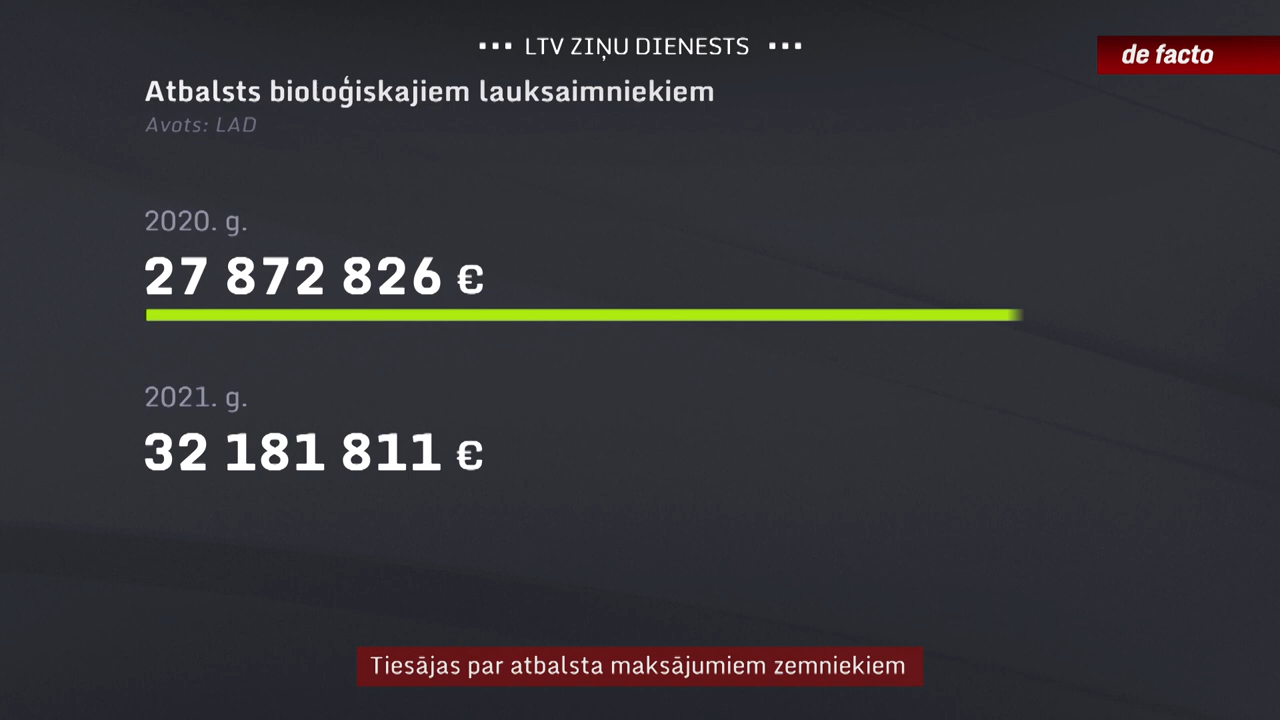 LTV ZIŅU DIENESTS
de facto
Atbalsts bioloģiskajiem lauksaimniekiem
Avots: LAD
2020. g.
27 872 826 €
2021. g.
32 181 811 €
Tiesājas par atbalsta maksājumiem zemniekiem